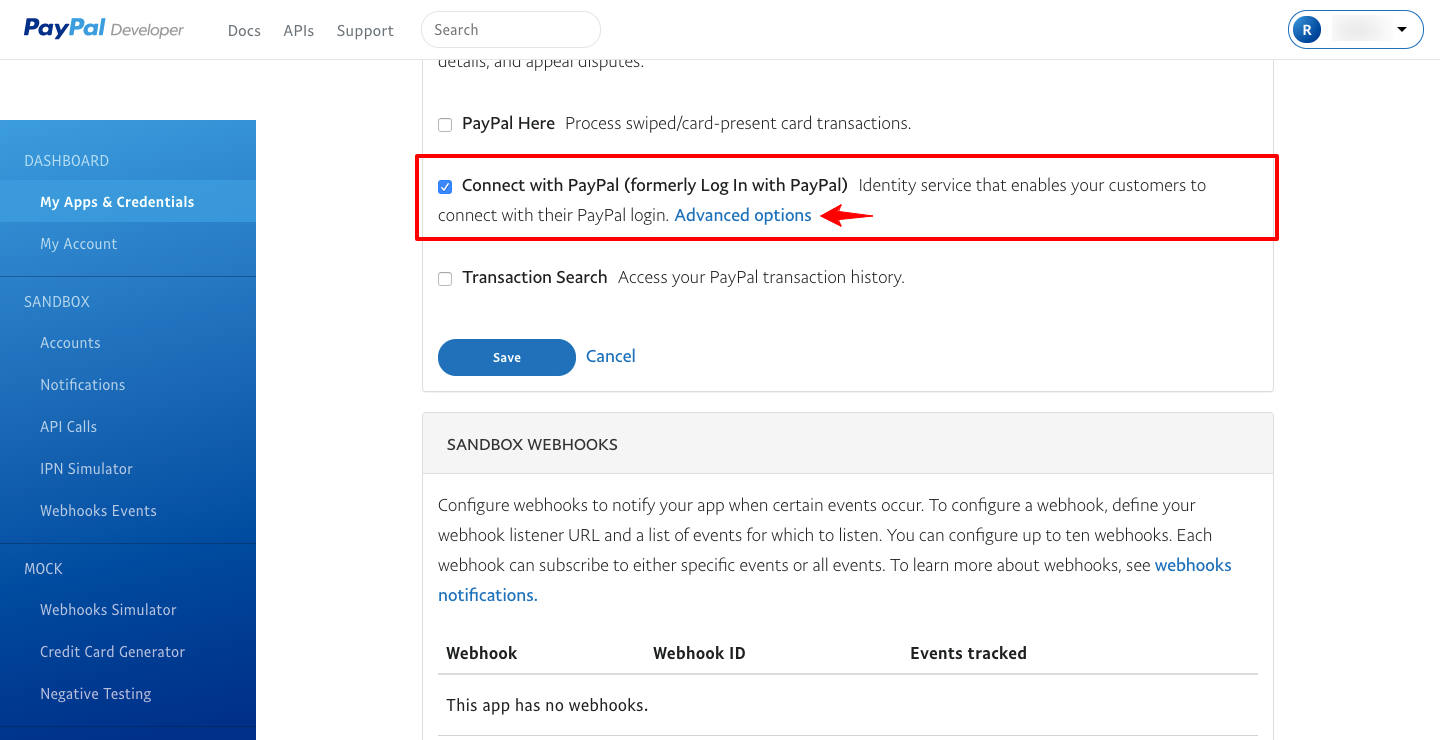 PayPal Developer
Docs APIs Support Search R
DASHBOARD
My Apps & Credentials
My Account
SANDBOX
Accounts
Notifications
API Calls
IPN Simulator
Webhooks Events
MOCK
Webhooks Simulator
Credit Card Generator
Negative Testing
details, and appeal disputes.
PayPal Here Process swiped/card-present card transactions.
Connect with PayPal (formerly Log In with PayPal) Identity service that enables your customers to
connect with their PayPal login. Advanced options
Transaction Search Access your PayPal transaction history.
Save Cancel
SANDBOX WEBHOOKS
Configure webhooks to notify your app when certain events occur. To configure a webhook, define your
webhook listener URL and a list of events for which to listen. You can configure up to ten webhooks. Each
webhook can subscribe to either specific events or all events. To learn more about webhooks, see webhooks
notifications.
Webhook Webhook ID Events tracked
This app has no webhooks.